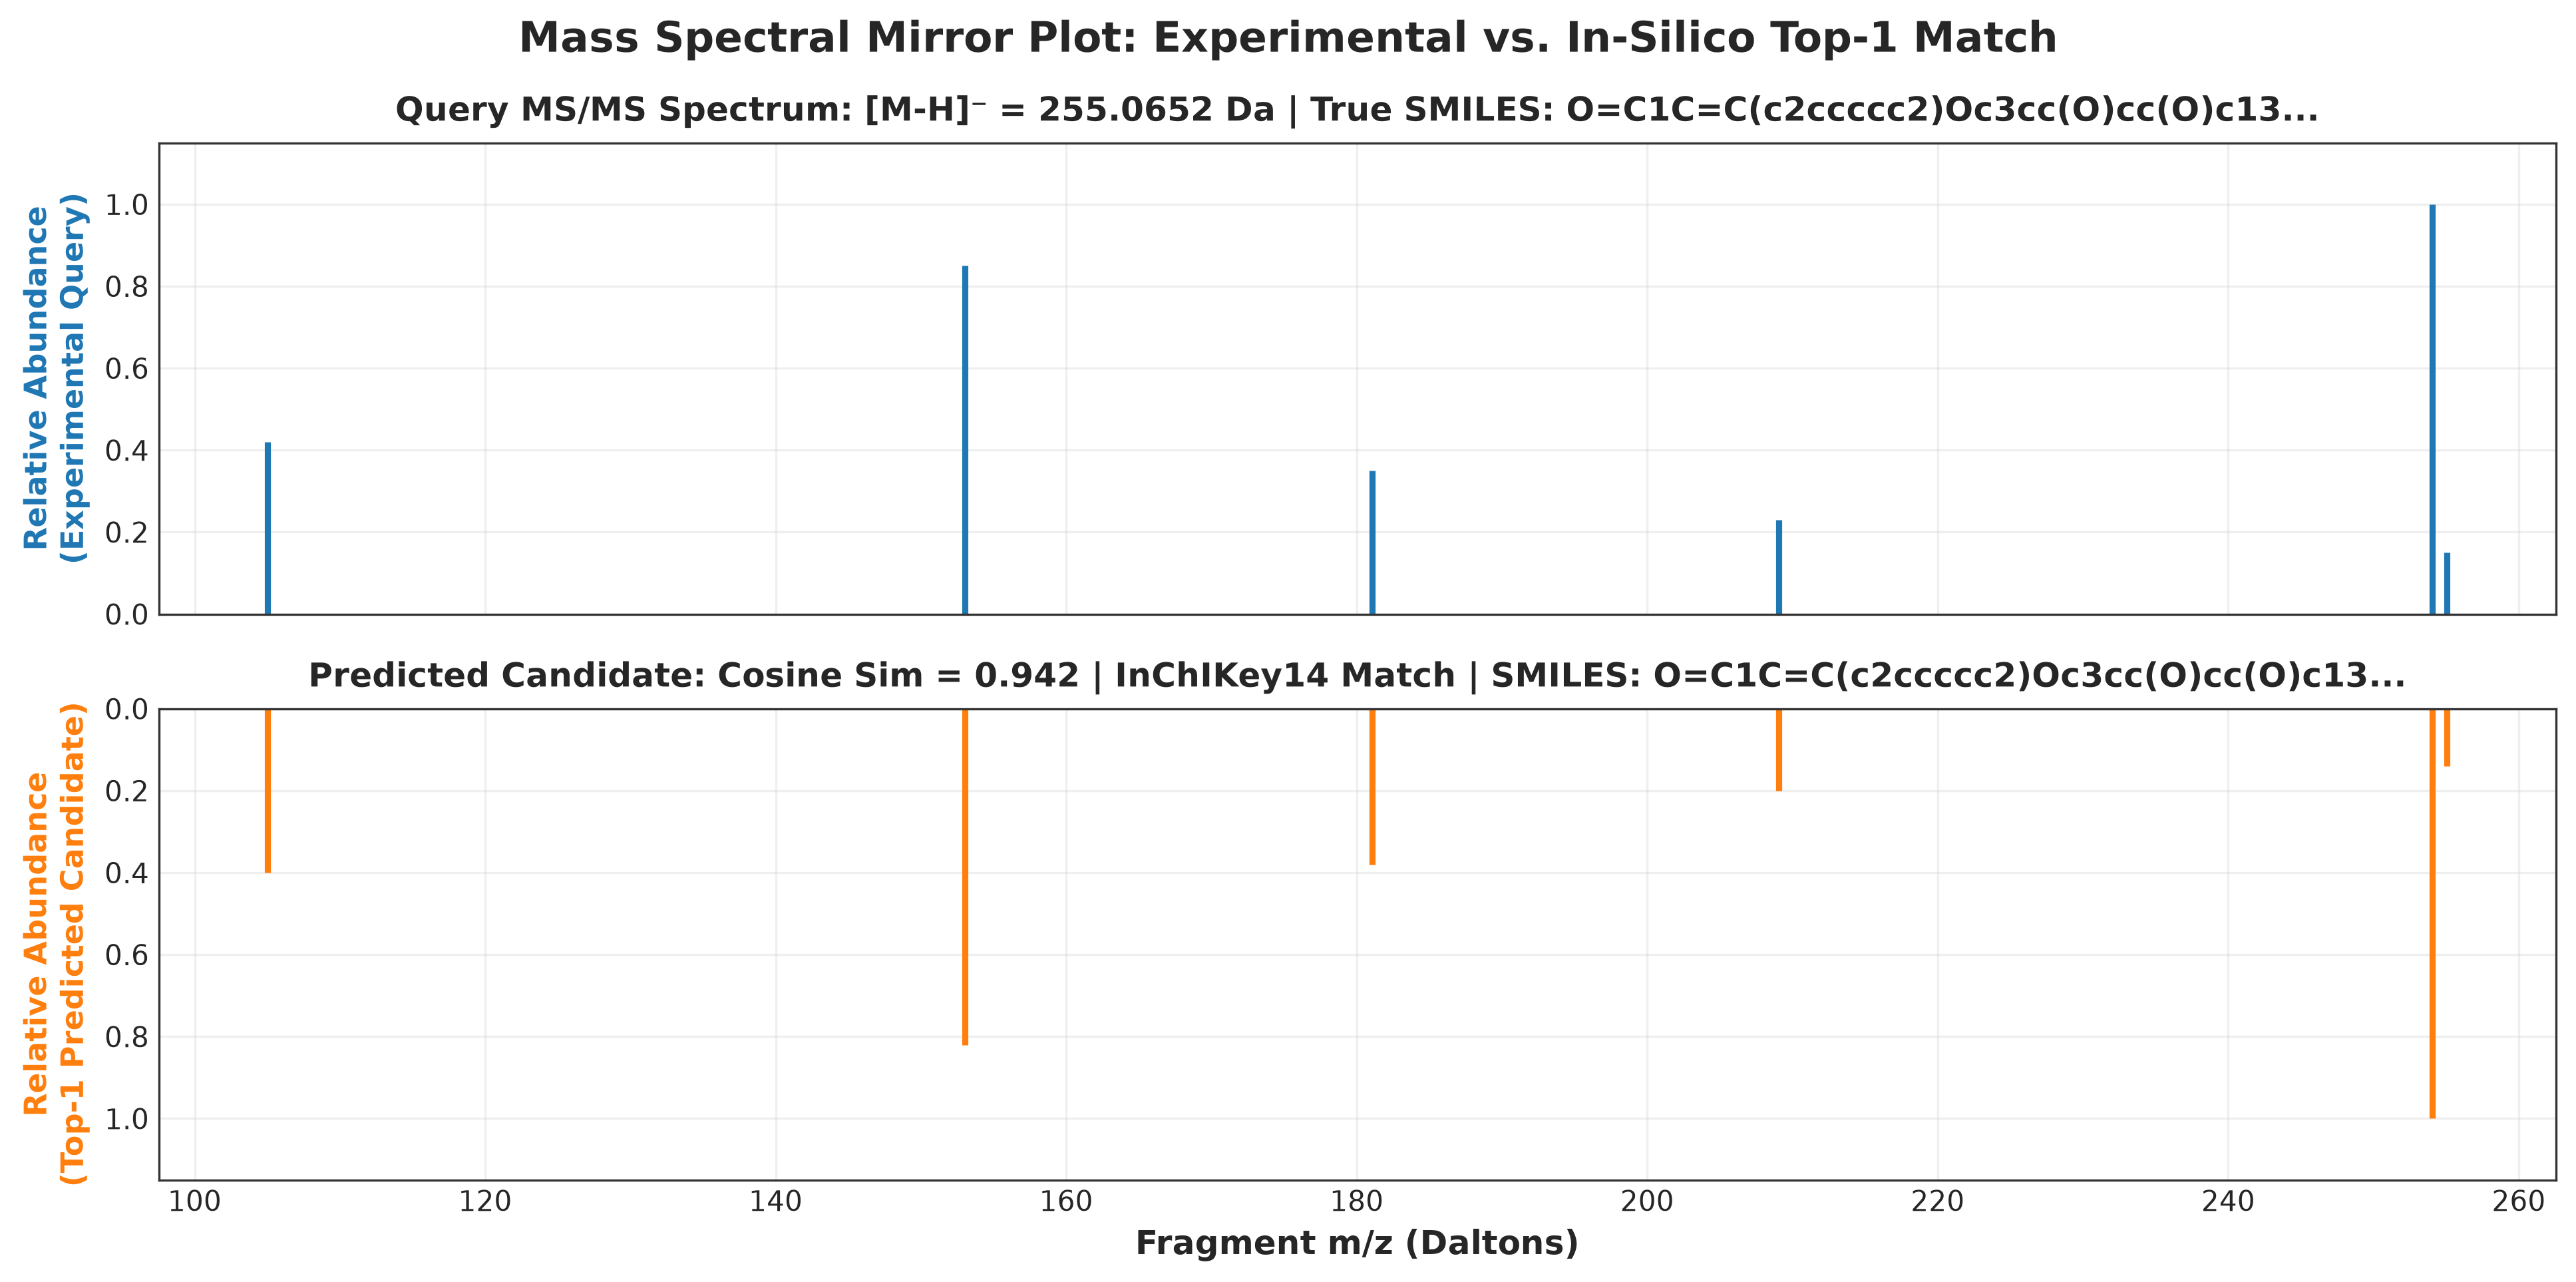 Mass Spectral Mirror Plot: Experimental vs. In-Silico Top-1 Match
Query MS/MS Spectrum: [M-H]⁻ = 255.0652 Da | True SMILES: O=C1C=C(c2ccccc2)Oc3cc(O)cc(O)c13...
Relative Abundance
(Experimental Query)
1.0
0.8
0.6
0.4
0.2
0.0
Predicted Candidate: Cosine Sim = 0.942 | InChIKey14 Match | SMILES: O=C1C=C(c2ccccc2)Oc3cc(O)cc(O)c13...
Relative Abundance
(Top-1 Predicted Candidate)
0.0
0.2
0.4
0.6
0.8
1.0
100 120 140 160 180 200 220 240 260
Fragment m/z (Daltons)